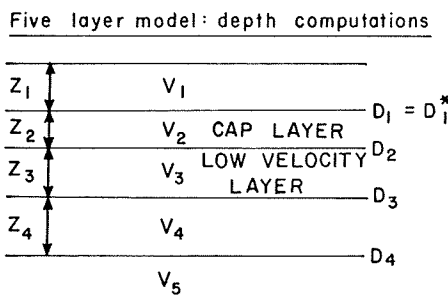 Five layer model: depth computations
Z1 V1
D1 = D1*
Z2 V2 CAP LAYER
D2
Z3 V3 LOW VELOCITY LAYER
D3
Z4 V4
D4
V5